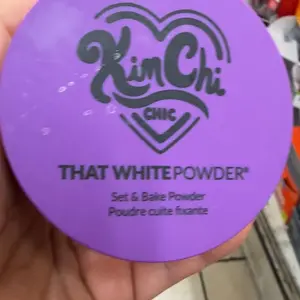 KimChi
CHIC
THAT WHITE POWDER®
Set & Bake Powder
Poudre cuite fixante